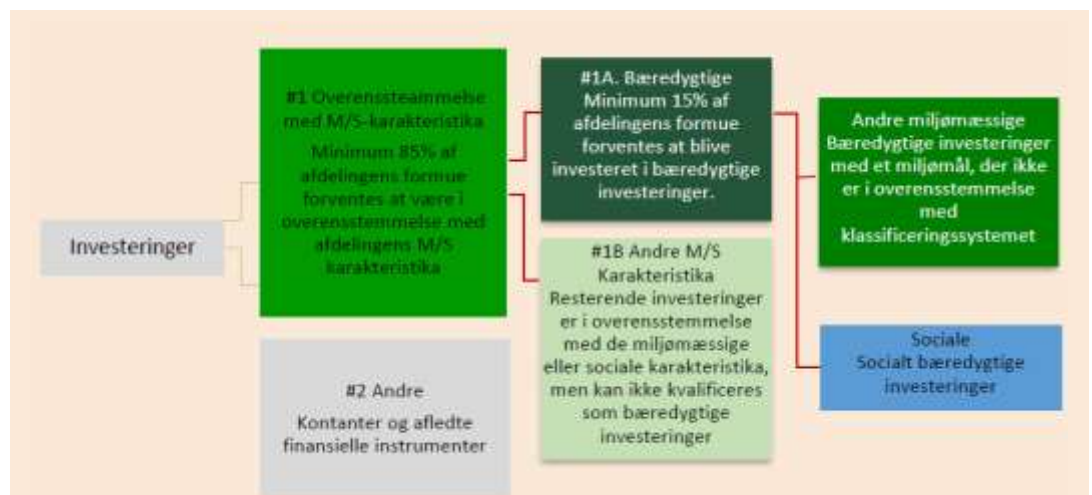 Investeringer
#1 Overenssteammelse
med M/S-karakteristika
Minimum 85% af
afdelingens formue
forventes at være i
overensstemmelse med
afdelingens M/S
karakteristika
#2 Andre
Kontanter og afledte
finansielle instrumenter
#1A. Bæredygtige
Minimum 15% af
afdelingens formue
forventes at blive
investeret i bæredygtige
investeringer.
#1B Andre M/S
Karakteristika
Resterende investeringer
er i overensstemmelse
med de miljømæssige
eller sociale karakteristika,
men kan ikke kvalificeres
som bæredygtige
investeringer
Andre miljømæssige
Bæredygtige investeringer
med et miljømål, der ikke
er i overensstemmelse
med
klassificeringssystemet
Sociale
Socialt bæredygtige
investeringer